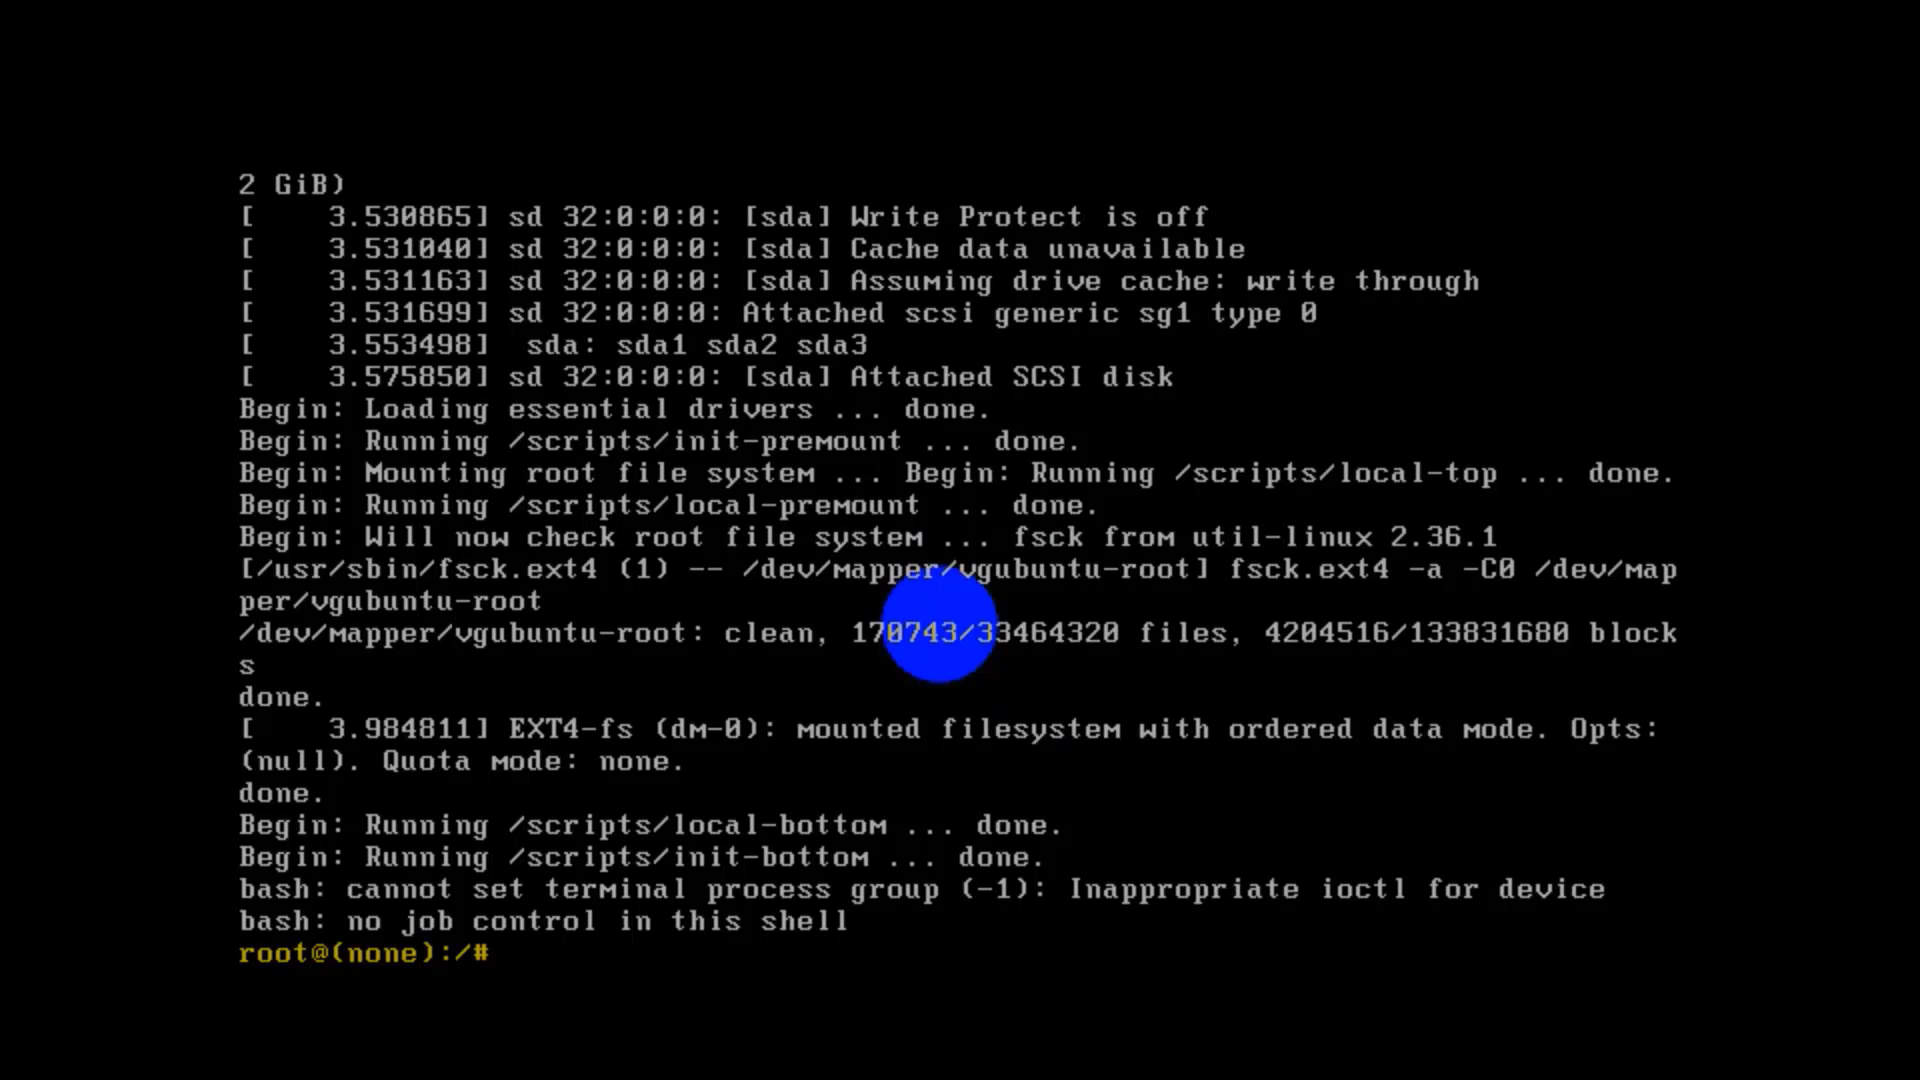 2 GiB)
[    3.530865] sd 32:0:0:0: [sda] Write Protect is off
[    3.531040] sd 32:0:0:0: [sda] Cache data unavailable
[    3.531163] sd 32:0:0:0: [sda] Assuming drive cache: write through
[    3.531699] sd 32:0:0:0: Attached scsi generic sg1 type 0
[    3.553498]  sda: sda1 sda2 sda3
[    3.575850] sd 32:0:0:0: [sda] Attached SCSI disk
Begin: Loading essential drivers ... done.
Begin: Running /scripts/init-premount ... done.
Begin: Mounting root file system ... Begin: Running /scripts/local-top ... done.
Begin: Running /scripts/local-premount ... done.
Begin: Will now check root file system ... fsck from util-linux 2.36.1
[/usr/sbin/fsck.ext4 (1) -- /dev/mapper/vgubuntu-root] fsck.ext4 -a -C0 /dev/map
per/vgubuntu-root
/dev/mapper/vgubuntu-root: clean, 170743/33464320 files, 4204516/133831680 block
s
done.
[    3.984811] EXT4-fs (dm-0): mounted filesystem with ordered data mode. Opts:
(null). Quota mode: none.
done.
Begin: Running /scripts/local-bottom ... done.
Begin: Running /scripts/init-bottom ... done.
bash: cannot set terminal process group (-1): Inappropriate ioctl for device
bash: no job control in this shell
root@(none):/#